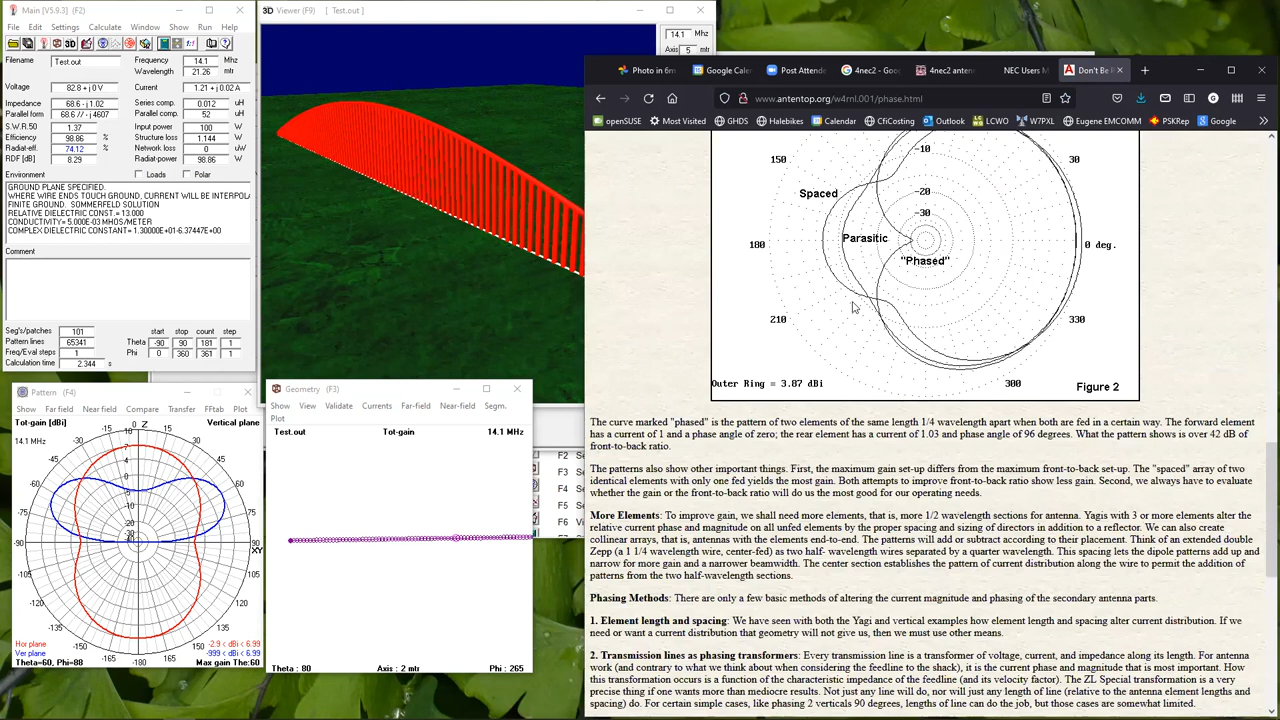 Main [V5.9.3] (F2)
File Edit Settings Calculate Window Show Run Help
3D
1:1
Filename Test.out Frequency 14.1 Mhz
Wavelength 21.26 mtr
Voltage 82.8 + j 0 V Current 1.21 + j 0.02 A
Impedance 68.6 - j 1.02 Series comp. 0.012 uH
Parallel form 68.6 // - j 4607 Parallel comp. 52 uH
S.W.R.50 1.37 Input power 100 W
Efficiency 98.86 % Structure loss 1.144 W
Radiat-eff. 74.12 % Network loss 0 uW
RDF [dB] 8.29 Radiat-power 98.86 W
Environment Loads Polar
GROUND PLANE SPECIFIED.
WHERE WIRE ENDS TOUCH GROUND, CURRENT WILL BE INTERPOL
FINITE GROUND. SOMMERFELD SOLUTION
RELATIVE DIELECTRIC CONST.= 13.000
CONDUCTIVITY= 5.000E-03 MHOS/METER
COMPLEX DIELECTRIC CONSTANT= 1.30000E+01-6.37447E+00
Comment
Seg's/patches 101
Pattern lines 65341
Freq/Eval steps 1
Calculation time 2.344 s
start stop count step
Theta -90 90 181 1
Phi 0 360 361 1
3D Viewer (F9) [ Test.out ]
14.1 Mhz
Axis 5 mtr
Pattern (F4)
Show Far field Near field Compare Transfer FFtab Plot
Tot-gain [dBi] Z Vertical plane
14.1 MHz
Hor plane -2.9 < dBi < 6.99
Ver plane -999 < dBi < 6.99
Theta=60, Phi=88 Max gain The:60
Geometry (F3)
Show View Validate Currents Far-field Near-field Segm.
Plot
Test.out Tot-gain 14.1 MHz
Theta : 80 Axis : 2 mtr Phi : 265
F2
F3
F4
F5
F6
Photo in 6m Google Caler Post Attende 4nec2 - Goog 4nec2 anten NEC Users M Don't Be F
www.antentop.org/w4rnl.001/phase.html
openSUSE Most Visited GHDS Halebikes Calendar CfiCosting Outlook LCWO W7PXL Eugene EMCOMM PSKRep Google
150 -10 30
Spaced -20
-30
180 Parasitic 0 deg.
"Phased"
210 330
Outer Ring = 3.87 dBi 300 Figure 2
The curve marked "phased" is the pattern of two elements of the same length 1/4 wavelength apart when both are fed in a certain way. The forward element
has a current of 1 and a phase angle of zero; the rear element has a current of 1.03 and phase angle of 96 degrees. What the pattern shows is over 42 dB of
front-to-back ratio.
The patterns also show other important things. First, the maximum gain set-up differs from the maximum front-to-back set-up. The "spaced" array of two
identical elements with only one fed yields the most gain. Both attempts to improve front-to-back ratio show less gain. Second, we always have to evaluate
whether the gain or the front-to-back ratio will do us the most good for our operating needs.
More Elements: To improve gain, we shall need more elements, that is, more 1/2 wavelength sections for antenna. Yagis with 3 or more elements alter the
relative current phase and magnitude on all unfed elements by the proper spacing and sizing of directors in addition to a reflector. We can also create
collinear arrays, that is, antennas with the elements end-to-end. The patterns will add or subtract according to their placement. Think of an extended double
Zepp (a 1 1/4 wavelength wire, center-fed) as two half- wavelength wires separated by a quarter wavelength. This spacing lets the dipole patterns add up and
narrow for more gain and a narrower beamwidth. The center section establishes the pattern of current distribution along the wire to permit the addition of
patterns from the two half-wavelength sections.
Phasing Methods: There are only a few basic methods of altering the current magnitude and phasing of the secondary antenna parts.
1. Element length and spacing: We have seen with both the Yagi and vertical examples how element length and spacing alter current distribution. If we
need or want a current distribution that geometry will not give us, then we must use other means.
2. Transmission lines as phasing transformers: Every transmission line is a transformer of voltage, current, and impedance along its length. For antenna
work (and contrary to what we think about when considering the feedline to the shack), it is the current phase and magnitude that is most important. How
this transformation occurs is a function of the characteristic impedance of the feedline (and its velocity factor). The ZL Special transformation is a very
precise thing if one wants more than mediocre results. Not just any line will do, nor will just any length of line (relative to the antenna element lengths and
spacing) do. For certain simple cases, like phasing 2 verticals 90 degrees, lengths of line can do the job, but those cases are somewhat limited.